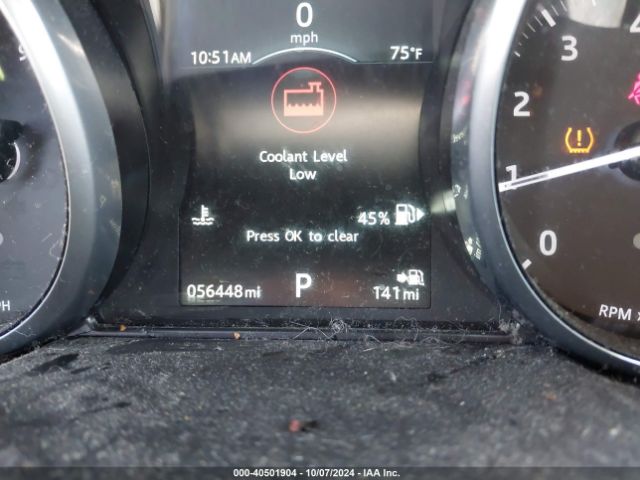 0
mph
10:51AM 75°F
Coolant Level
Low
45%
Press OK to clear
056448mi P 141mi
4
3
2
1
0
RPM
000-40501904 - 10/07/2024 - IAA Inc.